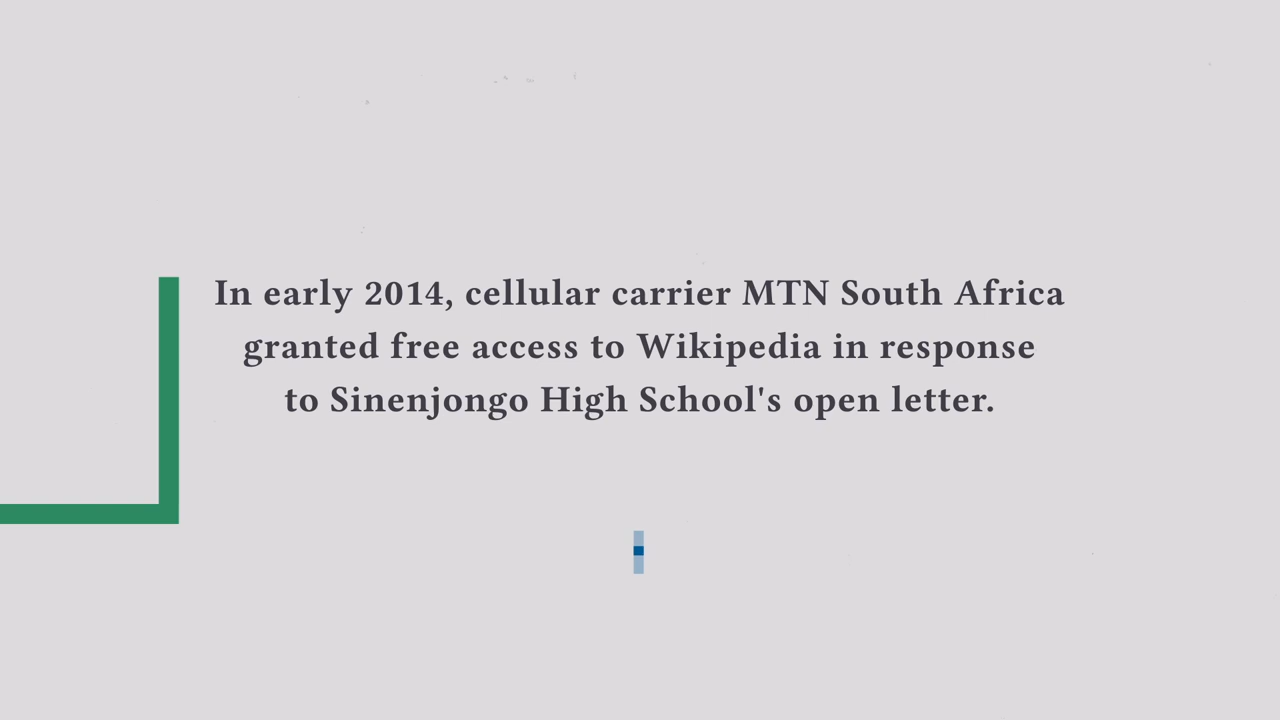 In early 2014, cellular carrier MTN South Africa
granted free access to Wikipedia in response
to Sinenjongo High School's open letter.